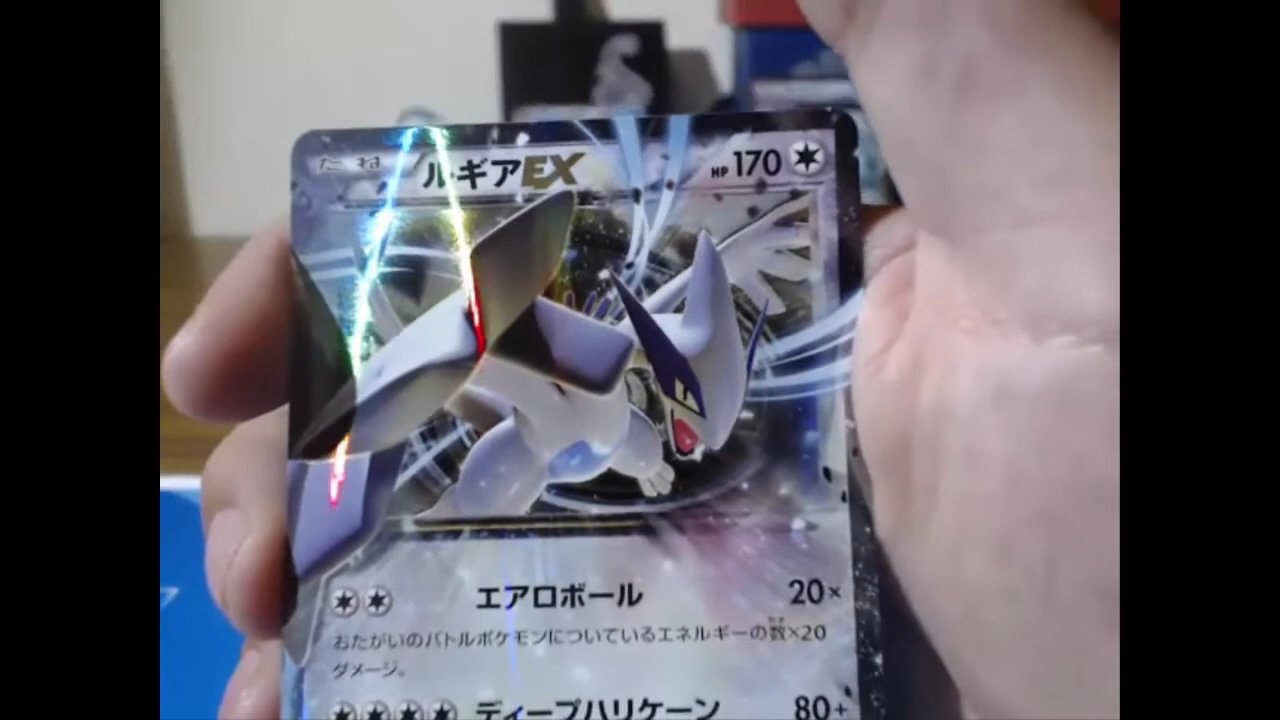 たね ルギアEX HP170
エアロボール 20×
おたがいのバトルポケモンについているエネルギーの数×20
ダメージ。
ディープハリケーン 80+